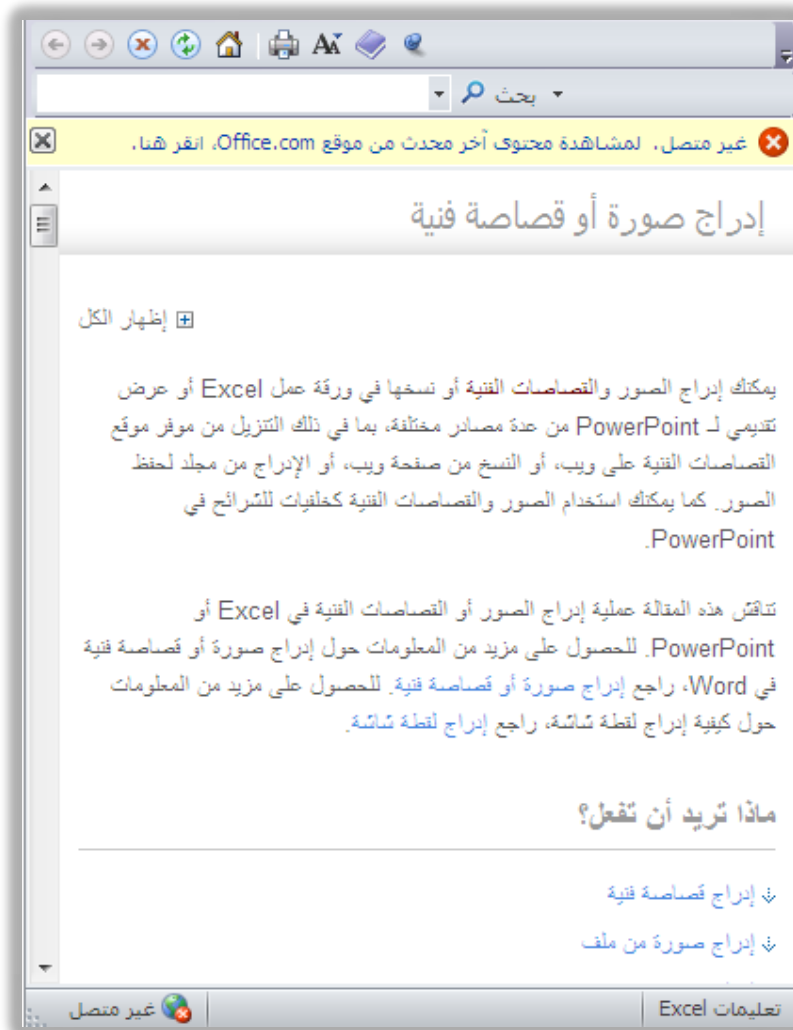 بحث
غير متصل. لمشاهدة محتوى آخر محدث من موقع Office.com، انقر هنا.
إدراج صورة أو قصاصة فنية
إظهار الكل
يمكنك إدراج الصور والقصاصات الفنية أو نسخها في ورقة عمل Excel أو عرض
تقديمي لـ PowerPoint من عدة مصادر مختلفة، بما في ذلك التنزيل من موفر موقع
القصاصات الفنية على ويب، أو النسخ من صفحة ويب، أو الإدراج من مجلد لحفظ
الصور. كما يمكنك استخدام الصور والقصاصات الفنية كخلفيات للشرائح في
PowerPoint.
تناقش هذه المقالة عملية إدراج الصور أو القصاصات الفنية في Excel أو
PowerPoint. للحصول على مزيد من المعلومات حول إدراج صورة أو قصاصة فنية
في Word، راجع إدراج صورة أو قصاصة فنية. للحصول على مزيد من المعلومات
حول كيفية إدراج لقطة شاشة، راجع إدراج لقطة شاشة.
ماذا تريد أن تفعل؟
إدراج قصاصة فنية
إدراج صورة من ملف
تعليمات Excel
غير متصل